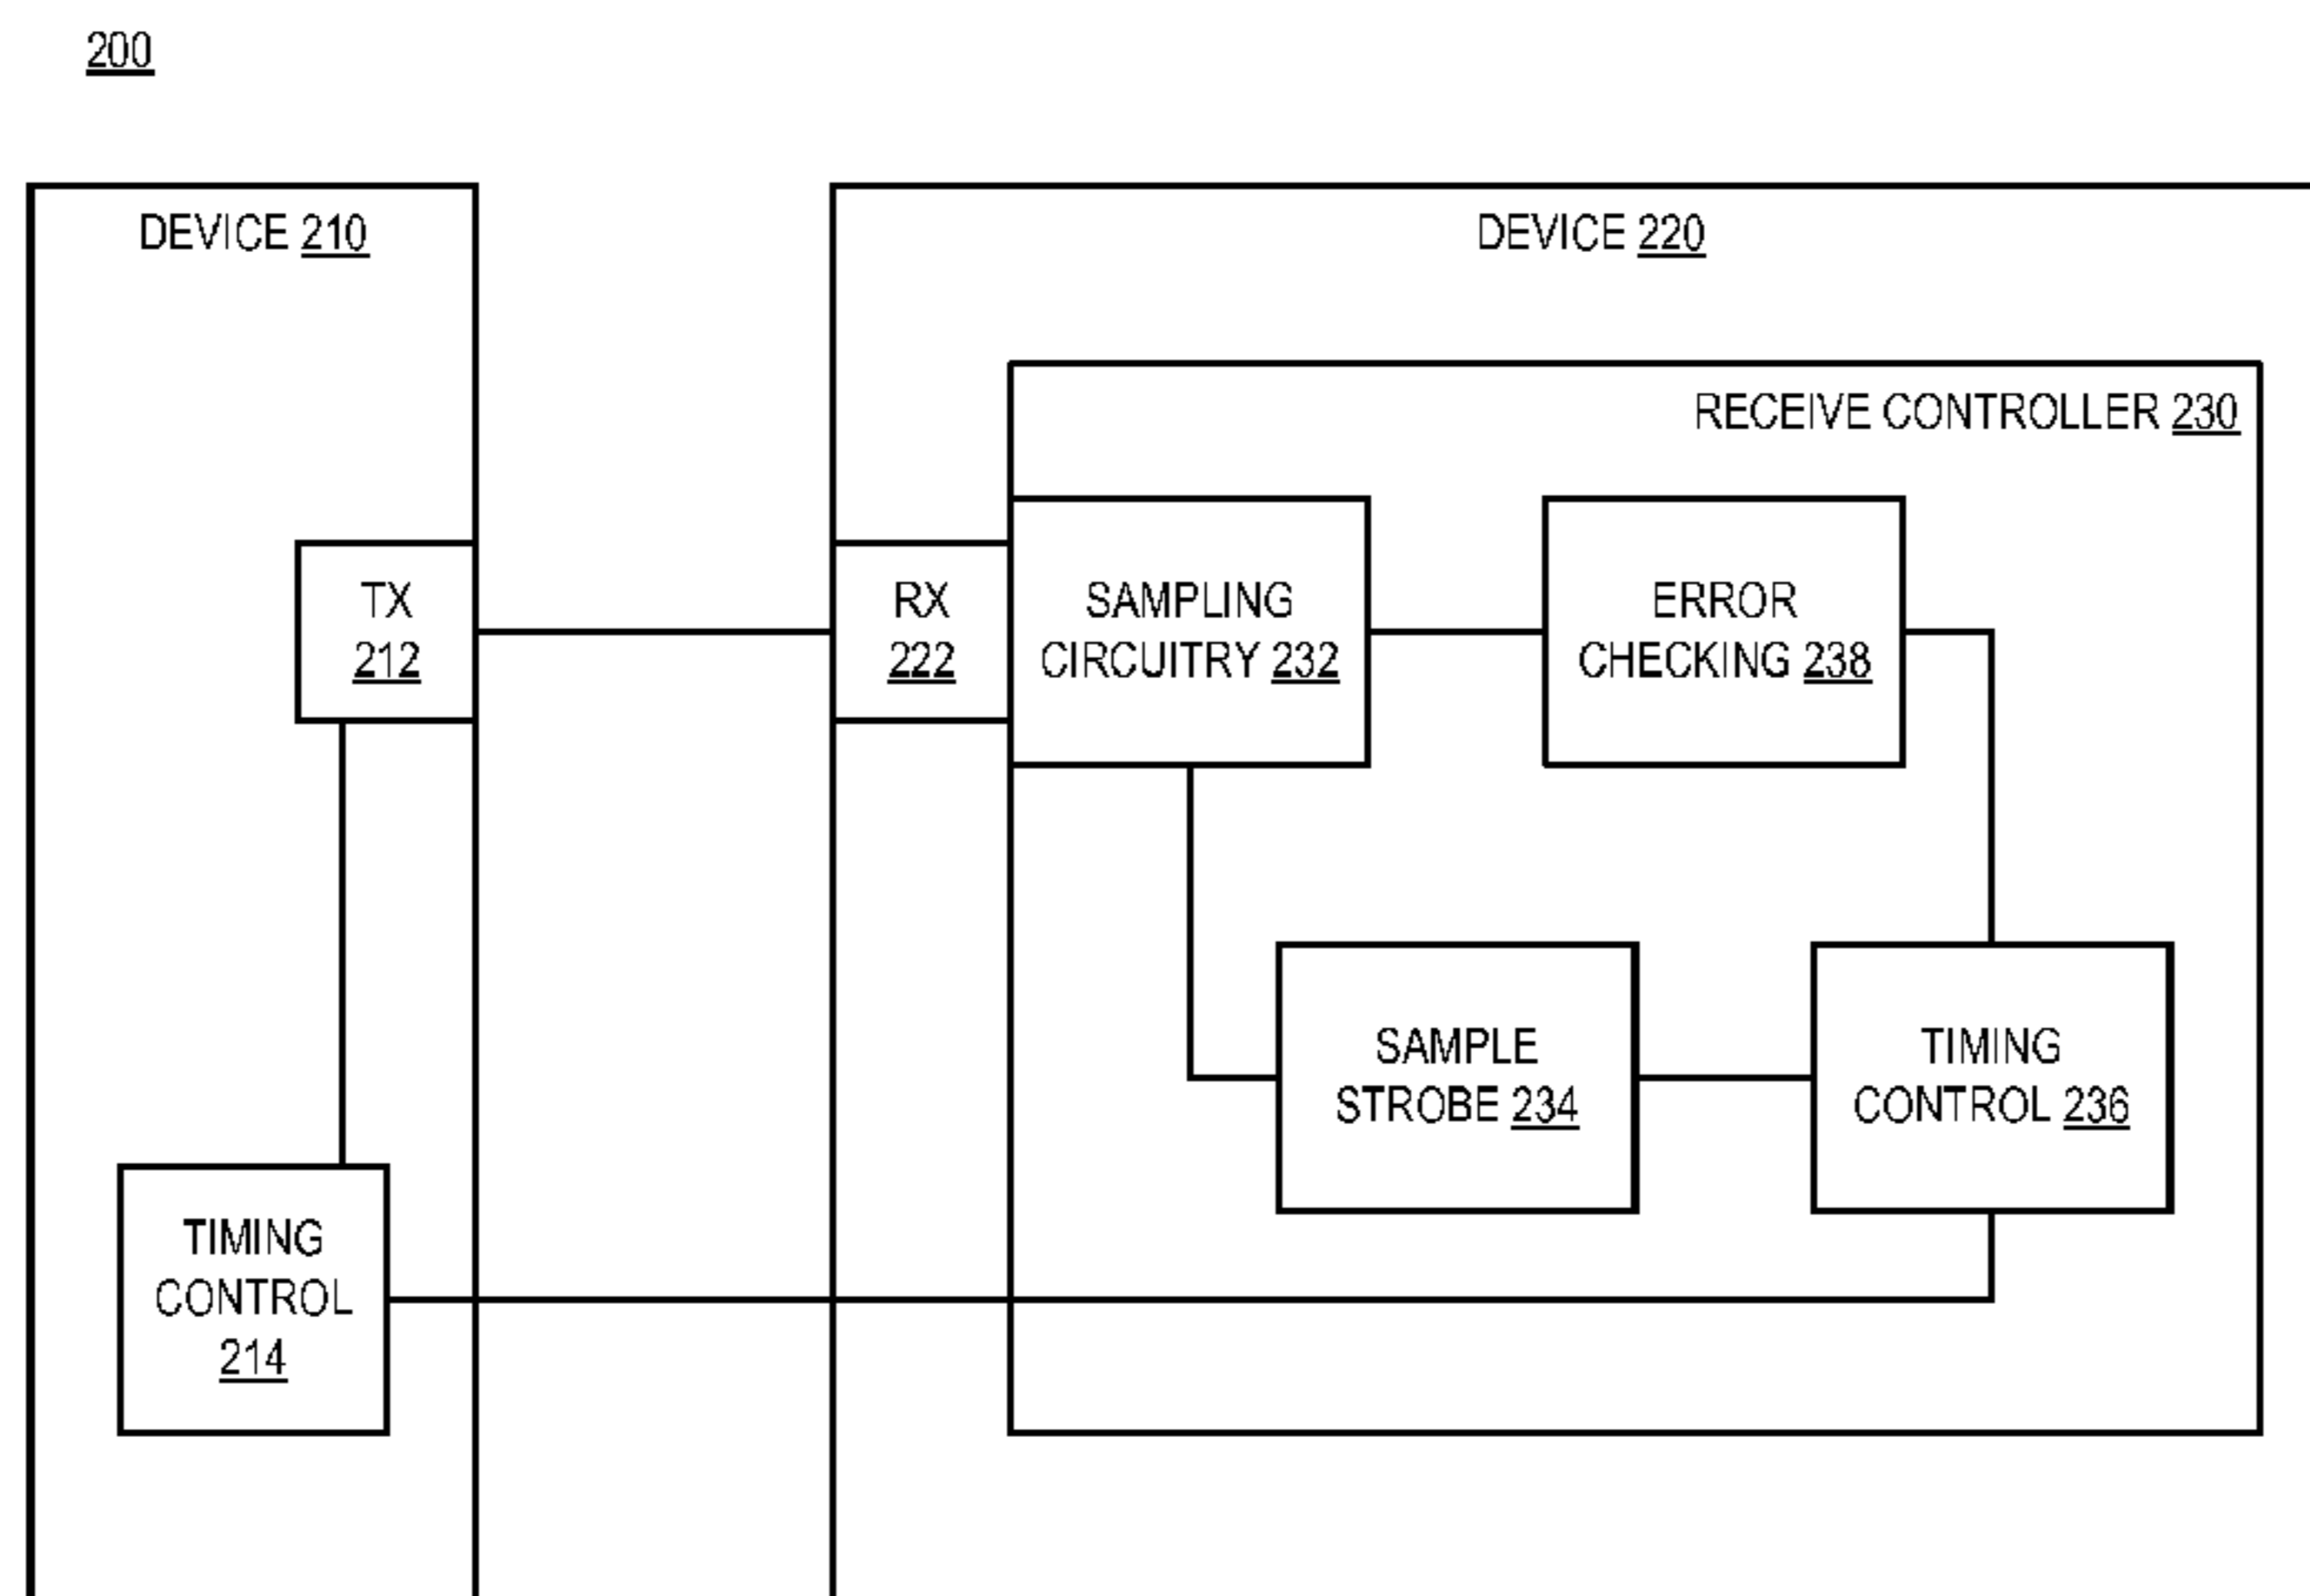 200
DEVICE 210
DEVICE 220
RECEIVE CONTROLLER 230
TX
212
RX
222
SAMPLING
CIRCUITRY 232
ERROR
CHECKING 238
SAMPLE
STROBE 234
TIMING
CONTROL 236
TIMING
CONTROL
214